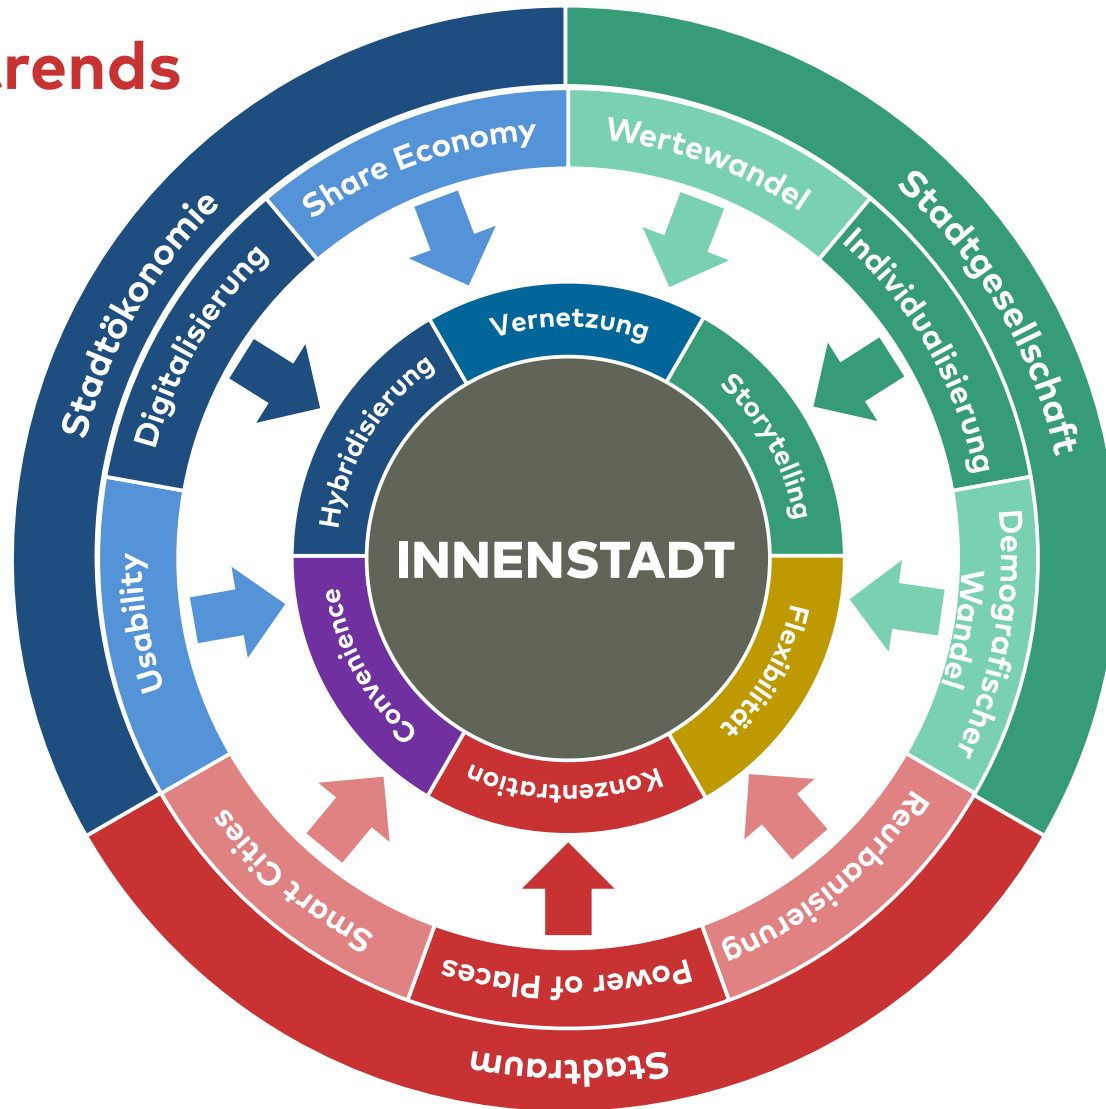 rends
Stadtökonomie
Stadtgesellschaft
Stadtraum
Share Economy
Wertewandel
Individualisierung
Demografischer
Wandel
Reurbanisierung
Power of Places
Smart Cities
Usability
Digitalisierung
Vernetzung
Storytelling
Flexibilität
Konzentration
Convenience
Hybridisierung
INNENSTADT